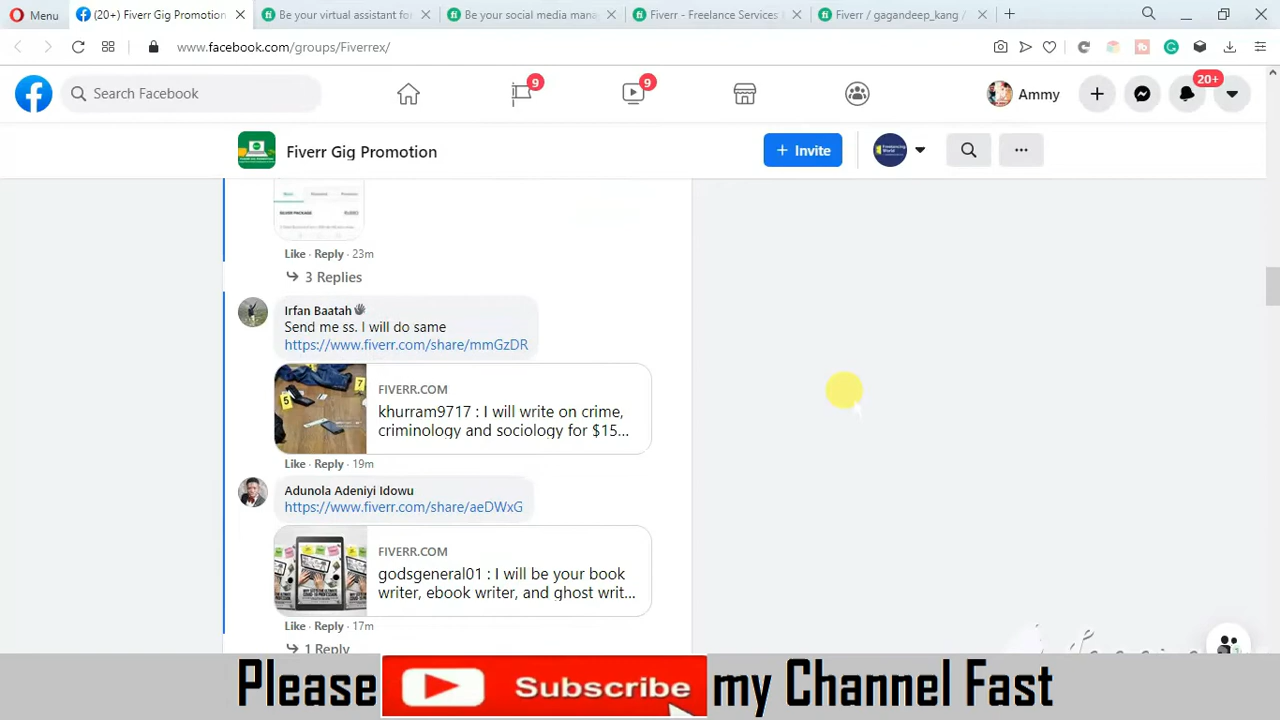 Menu
(20+) Fiverr Gig Promotion
Be your virtual assistant for
Be your social media manag
Fiverr - Freelance Services
Fiverr / gagandeep_kang /
www.facebook.com/groups/Fiverrex/
Search Facebook
9
9
Ammy
20+
Fiverr Gig Promotion
+ Invite
Like · Reply · 23m
3 Replies
Irfan Baatah
Send me ss. I will do same
https://www.fiverr.com/share/mmGzDR
FIVERR.COM
khurram9717 : I will write on crime,
criminology and sociology for $15...
Like · Reply · 19m
Adunola Adeniyi Idowu
https://www.fiverr.com/share/aeDWxG
FIVERR.COM
godsgeneral01 : I will be your book
writer, ebook writer, and ghost writ...
Like · Reply · 17m
1 Reply
Please Subscribe my Channel Fast